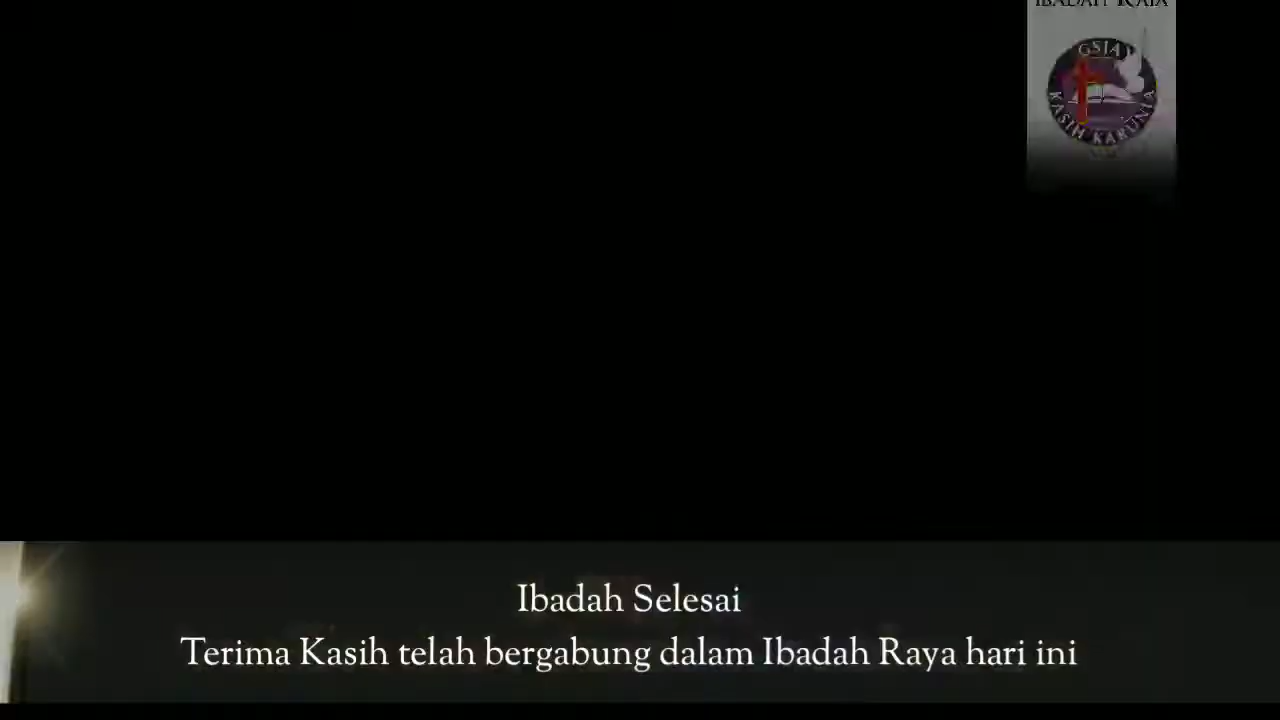 IBADAH RAYA
GSJA
KASIH KARUNIA
Ibadah Selesai
Terima Kasih telah bergabung dalam Ibadah Raya hari ini